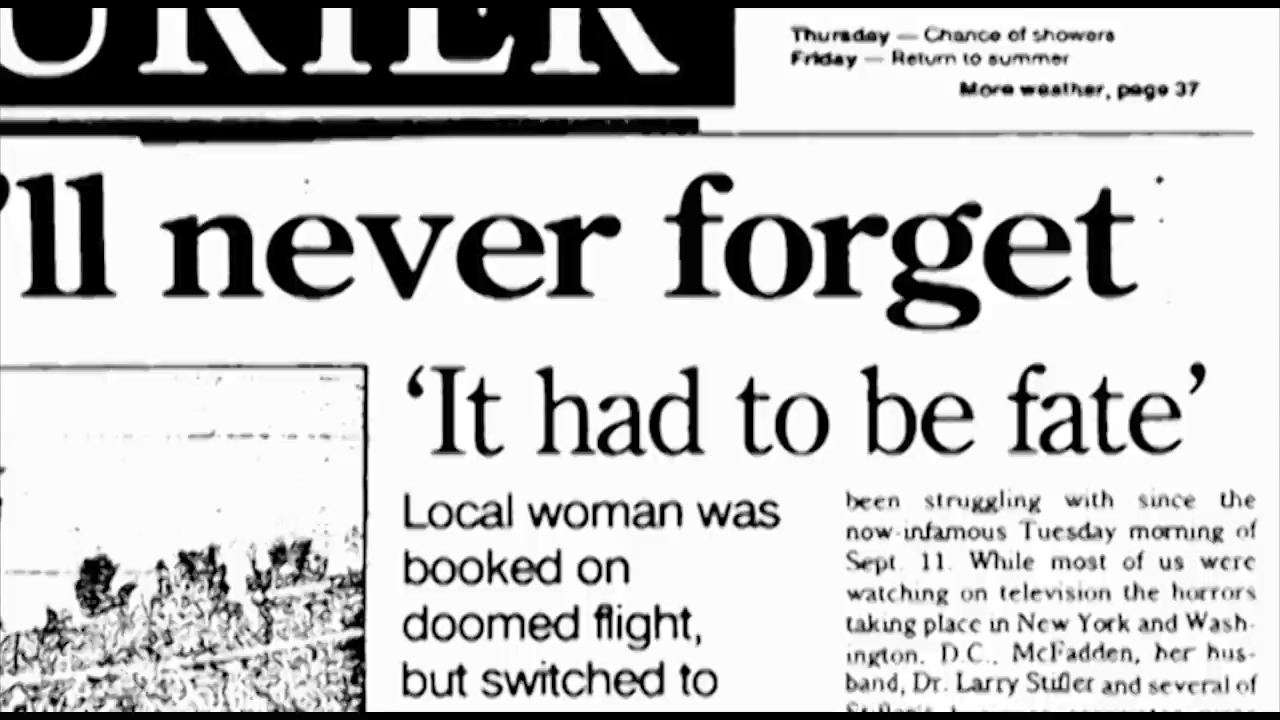 URIER
Thursday — Chance of showers
Friday — Return to summer
More weather, page 37
'll never forget
‘It had to be fate’
Local woman was
booked on
doomed flight,
but switched to
been struggling with since the
now-infamous Tuesday morning of
Sept. 11. While most of us were
watching on television the horrors
taking place in New York and Wash-
ington, D.C., McFadden, her hus-
band, Dr. Larry Stufler and several of